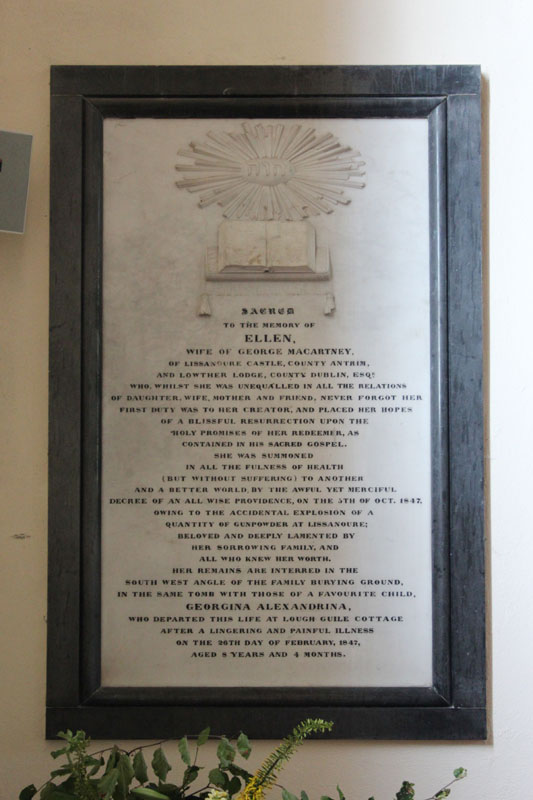 SACRED
TO THE MEMORY OF
ELLEN,
WIFE OF GEORGE MACARTNEY,
OF LISSANOURE CASTLE, COUNTY ANTRIM,
AND LOWTHER LODGE, COUNTY DUBLIN, ESQR
WHO, WHILST SHE WAS UNEQUALLED IN ALL THE RELATIONS
OF DAUGHTER, WIFE, MOTHER AND FRIEND, NEVER FORGOT HER
FIRST DUTY WAS TO HER CREATOR, AND PLACED HER HOPES
OF A BLISSFUL RESURRECTION UPON THE
HOLY PROMISES OF HER REDEEMER, AS
CONTAINED IN HIS SACRED GOSPEL.
SHE WAS SUMMONED
IN ALL THE FULNESS OF HEALTH
(BUT WITHOUT SUFFERING) TO ANOTHER
AND A BETTER WORLD, BY THE AWFUL YET MERCIFUL
DECREE OF AN ALL WISE PROVIDENCE, ON THE 5TH OF OCT. 1847,
OWING TO THE ACCIDENTAL EXPLOSION OF A
QUANTITY OF GUNPOWDER AT LISSANOURE;
BELOVED AND DEEPLY LAMENTED BY
HER SORROWING FAMILY, AND
ALL WHO KNEW HER WORTH.
HER REMAINS ARE INTERRED IN THE
SOUTH WEST ANGLE OF THE FAMILY BURYING GROUND,
IN THE SAME TOMB WITH THOSE OF A FAVOURITE CHILD,
GEORGINA ALEXANDRINA,
WHO DEPARTED THIS LIFE AT LOUGH GUILE COTTAGE
AFTER A LINGERING AND PAINFUL ILLNESS
ON THE 26TH DAY OF FEBRUARY, 1847,
AGED 8 YEARS AND 4 MONTHS.